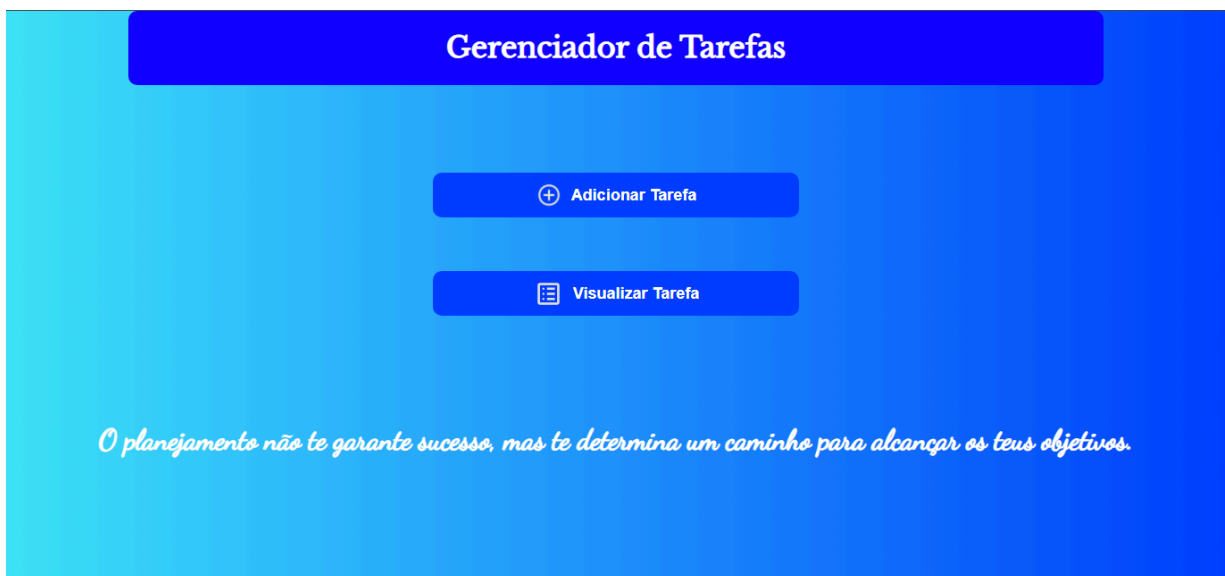 Gerenciador de Tarefas
Adicionar Tarefa
Visualizar Tarefa
O planejamento não te garante sucesso, mas te determina um caminho para alcançar os teus objetivos.